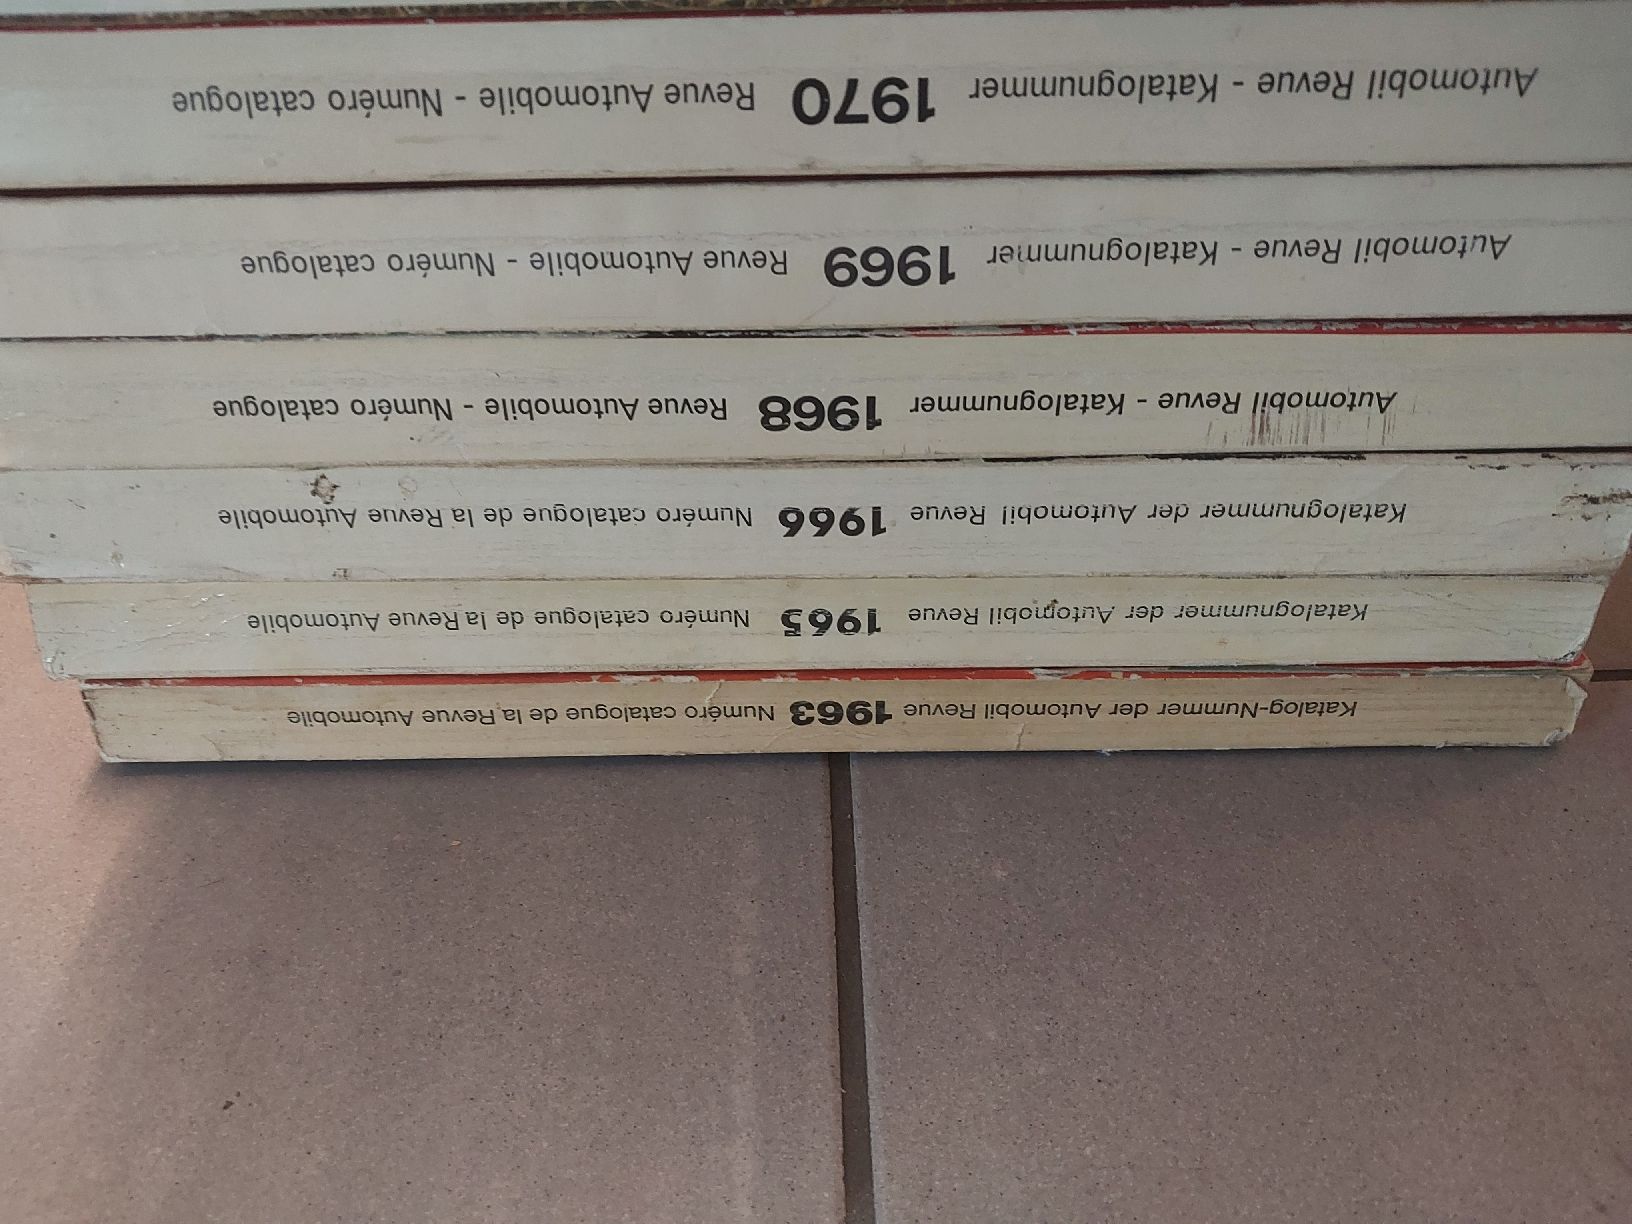 Katalog-Nummer der Automobil Revue 1963 Numéro catalogue de la Revue Automobile
Katalognummer der Automobil Revue 1965 Numéro catalogue de la Revue Automobile
Katalognummer der Automobil Revue 1966 Numéro catalogue de la Revue Automobile
Automobil Revue - Katalognummer 1968 Revue Automobile - Numéro catalogue
Automobil Revue - Katalognummer 1969 Revue Automobile - Numéro catalogue
Automobil Revue - Katalognummer 1970 Revue Automobile - Numéro catalogue